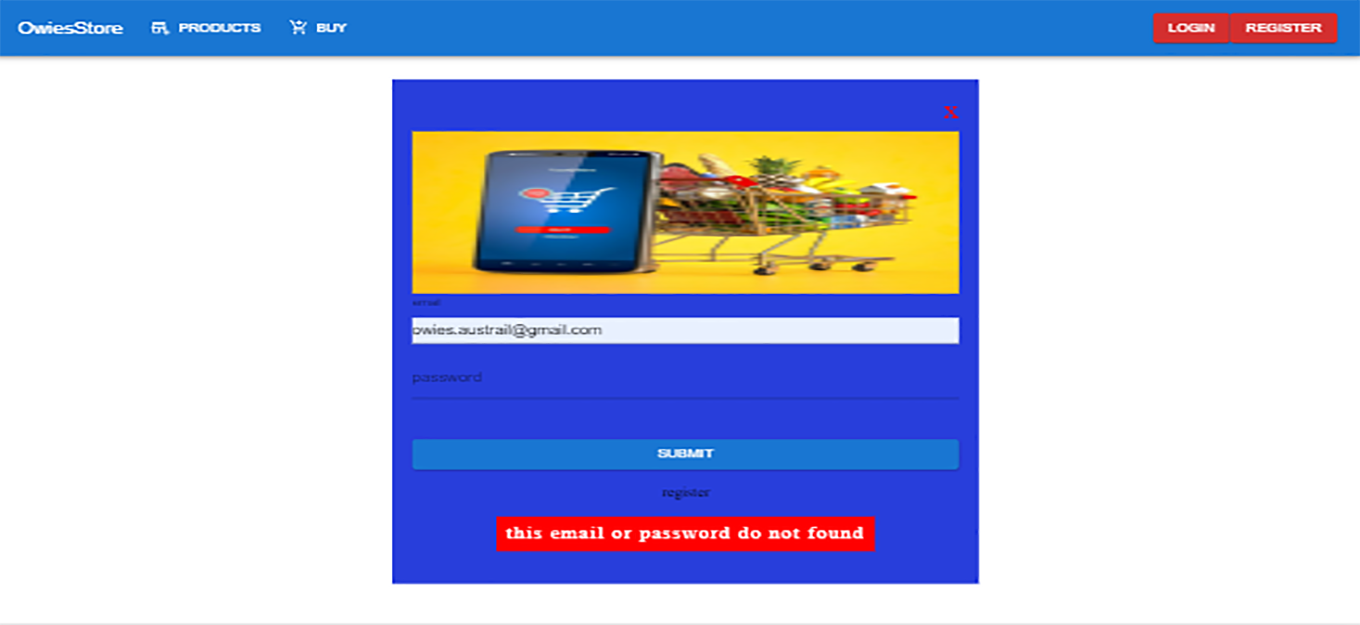 OwiesStore PRODUCTS BUY LOGIN REGISTER
X
email
owies.austrail@gmail.com
password
SUBMIT
register
this email or password do not found